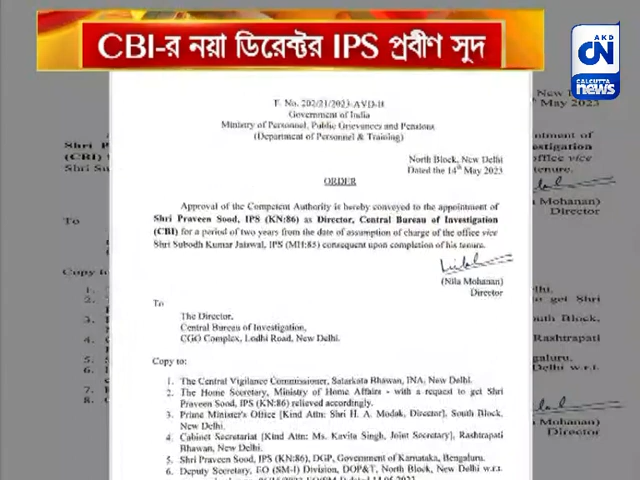 CBI-র নয়া ডিরেক্টর IPS প্রবীণ সুদ
AKD
CN
CALCUTTA
news
F. No. 202/21/2023-AVD-II
Government of India
Ministry of Personnel, Public Grievances and Pensions
(Department of Personnel & Training)
North Block, New Delhi
Dated the 14th May 2023
ORDER
Approval of the Competent Authority is hereby conveyed to the appointment of
Shri Praveen Sood, IPS (KN:86) as Director, Central Bureau of Investigation
(CBI) for a period of two years from the date of assumption of charge of the office vice
Shri Subodh Kumar Jaiswal, IPS (MH:85) consequent upon completion of his tenure.
(Nila Mohanan)
Director
To
The Director,
Central Bureau of Investigation,
CGO Complex, Lodhi Road, New Delhi.
Copy to:
1. The Central Vigilance Commissioner, Satarkata Bhawan, INA, New Delhi.
2. The Home Secretary, Ministry of Home Affairs - with a request to get Shri
Praveen Sood, IPS (KN:86) relieved accordingly.
3. Prime Minister's Office [Kind Attn: Shri H. A. Modak, Director], South Block,
New Delhi.
4. Cabinet Secretariat [Kind Attn: Ms. Kavita Singh, Joint Secretary], Rashtrapati
Bhawan, New Delhi.
5. Shri Praveen Sood, IPS (KN:86), DGP, Government of Karnataka, Bengaluru.
6. Deputy Secretary, EO (SM-I) Division, DOP&T, North Block, New Delhi w.r.t.